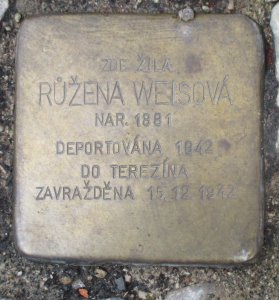 ZDE ŽILA
RŮŽENA WEISOVÁ
NAR. 1881
DEPORTOVÁNA 1942
DO TEREZÍNA
ZAVRAŽDĚNA 15.12.1942